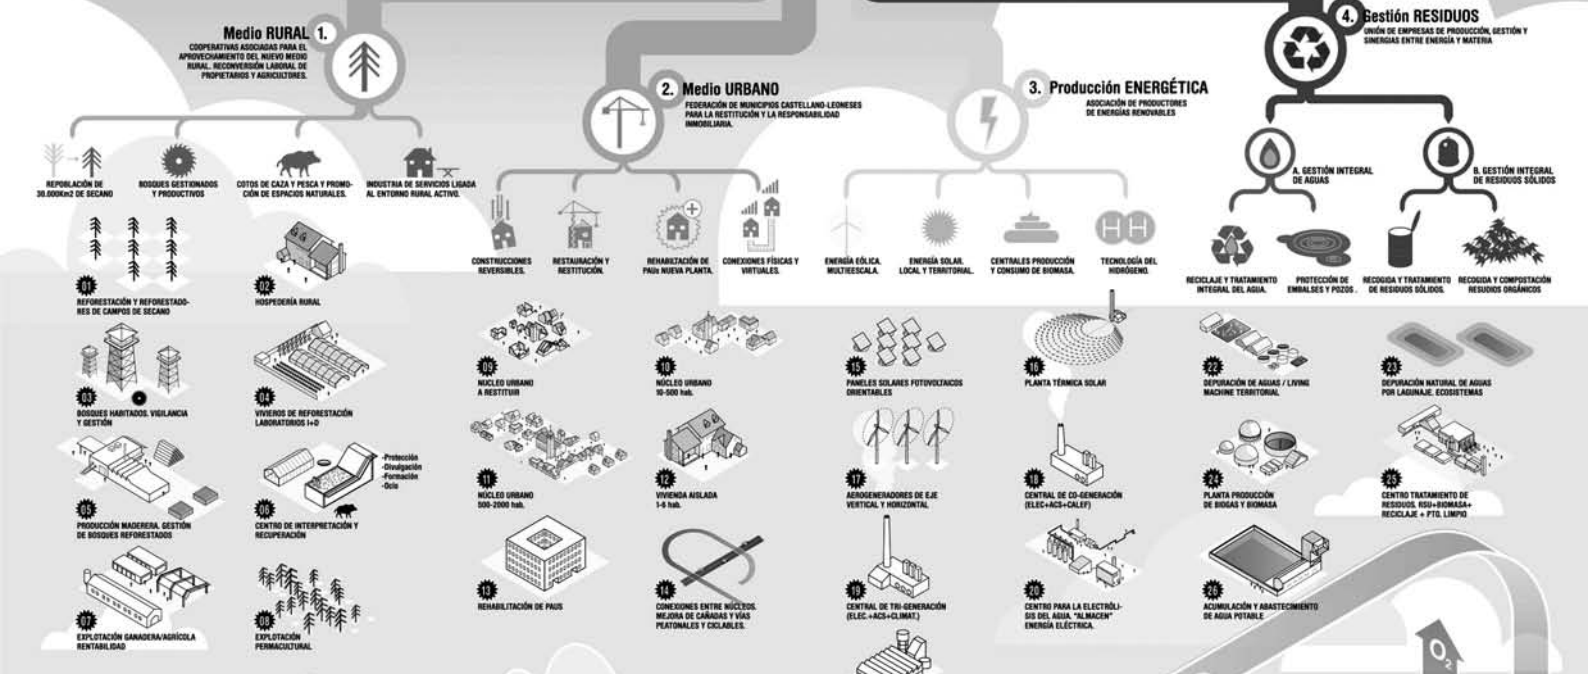 Medio RURAL 1.
COOPERATIVAS ASOCIADAS PARA EL
APROVECHAMIENTO DEL NUEVO MEDIO
RURAL. RECONVERSIÓN LABORAL DE
PROPIETARIOS Y AGRICULTORES.
REPOBLACIÓN DE
30.000Km2 DE SECANO
BOSQUES GESTIONADOS
Y PRODUCTIVOS
COTOS DE CAZA Y PESCA Y PROMO-
CIÓN DE ESPACIOS NATURALES.
INDUSTRIA DE SERVICIOS LIGADA
AL ENTORNO RURAL ACTIVO.
01
REFORESTACIÓN Y REFORESTADO-
RES DE CAMPOS DE SECANO
02
HOSPEDERÍA RURAL
03
BOSQUES HABITADOS. VIGILANCIA
Y GESTIÓN
04
VIVIEROS DE REFORESTACIÓN
LABORATORIOS I+D
05
PRODUCCIÓN MADERERA. GESTIÓN
DE BOSQUES REFORESTADOS
-Protección
-Divulgación
-Formación
-Ocio
06
CENTRO DE INTERPRETACIÓN Y
RECUPERACIÓN
07
EXPLOTACIÓN GANADERA/AGRÍCOLA
RENTABILIDAD
08
EXPLOTACIÓN
PERMACULTURAL
2. Medio URBANO
FEDERACIÓN DE MUNICIPIOS CASTELLANO-LEONESES
PARA LA RESTITUCIÓN Y LA RESPONSABILIDAD
INMOBILIARIA.
CONSTRUCCIONES
REVERSIBLES.
RESTAURACIÓN Y
RESTITUCIÓN.
REHABILTACIÓN DE
PAUs NUEVA PLANTA.
CONEXIONES FÍSICAS Y
VIRTUALES.
09
NUCLEO URBANO
A RESTITUIR
10
NÚCLEO URBANO
10-500 hab.
11
NÚCLEO URBANO
500-2000 hab.
12
VIVIENDA AISLADA
1-6 hab.
13
REHABILITACIÓN DE PAUS
14
CONEXIONES ENTRE NÚCLEOS.
MEJORA DE CAÑADAS Y VÍAS
PEATONALES Y CICLABLES.
3. Producción ENERGÉTICA
ASOCIACIÓN DE PRODUCTORES
DE ENERGÍAS RENOVABLES
ENERGÍA EÓLICA.
MULTIEESCALA.
ENERGÍA SOLAR.
LOCAL Y TERRITORIAL.
CENTRALES PRODUCCIÓN
Y CONSUMO DE BIOMASA.
H H
TECNOLOGÍA DEL
HIDRÓGENO.
15
PANELES SOLARES FOTOVOLTAICOS
ORIENTABLES
16
PLANTA TÉRMICA SOLAR
17
AEROGENERADORES DE EJE
VERTICAL Y HORIZONTAL
18
CENTRAL DE CO-GENERACIÓN
(ELEC+ACS+CALEF)
19
CENTRAL DE TRI-GENERACIÓN
(ELEC.+ACS+CLIMAT.)
20
CENTRO PARA LA ELECTRÓLI-
SIS DEL AGUA. "ALMACEN"
ENERGÍA ELÉCTRICA.
4. Gestión RESIDUOS
UNIÓN DE EMPRESAS DE PRODUCCIÓN, GESTIÓN Y
SINERGIAS ENTRE ENERGÍA Y MATERIA
A. GESTIÓN INTEGRAL
DE AGUAS
B. GESTIÓN INTEGRAL
DE RESIDUOS SÓLIDOS
RECICLAJE Y TRATAMIENTO
INTEGRAL DEL AGUA.
PROTECCIÓN DE
EMBALSES Y POZOS .
RECOGIDA Y TRATAMIENTO
DE RESIDUOS SÓLIDOS.
RECOGIDA Y COMPOSTACIÓN
RESUDIOS ORGÁNICOS
22
DEPURACIÓN DE AGUAS / LIVING
MACHINE TERRITORIAL
23
DEPURACIÓN NATURAL DE AGUAS
POR LAGUNAJE. ECOSISTEMAS
24
PLANTA PRODUCCIÓN
DE BIOGAS Y BIOMASA
25
CENTRO TRATAMIENTO DE
RESIDUOS. RSU+BIOMASA+
RECICLAJE + PTO. LIMPIO
26
ACUMULACIÓN Y ABASTECIMIENTO
DE AGUA POTABLE
O2